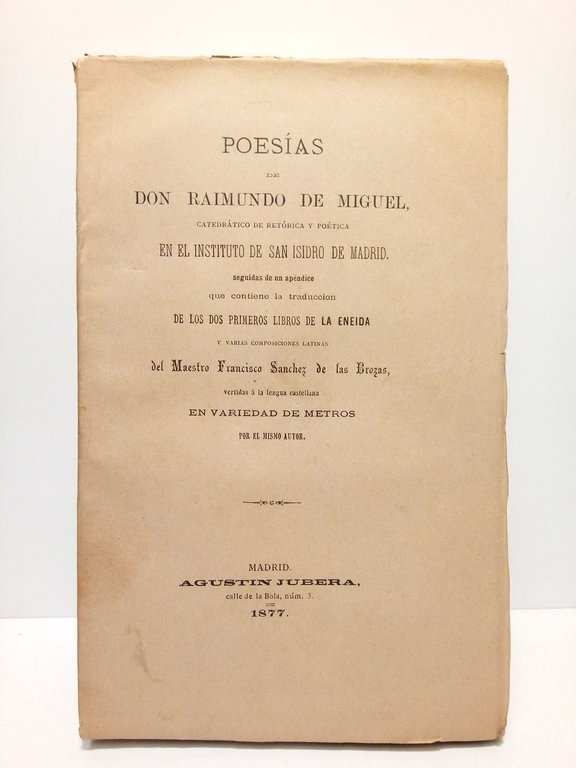 POESÍAS
DE
DON RAIMUNDO DE MIGUEL,
CATEDRÁTICO DE RETÓRICA Y POÉTICA
EN EL INSTITUTO DE SAN ISIDRO DE MADRID.
seguidas de un apéndice
que contiene la traduccion
DE LOS DOS PRIMEROS LIBROS DE LA ENEIDA
Y VARIAS COMPOSICIONES LATINAS
del Maestro Francisco Sanchez de las Brozas,
vertidas á la lengua castellana
EN VARIEDAD DE METROS
POR EL MISMO AUTOR.
MADRID.
AGUSTIN JUBERA,
calle de la Bola, núm. 3.
1877.